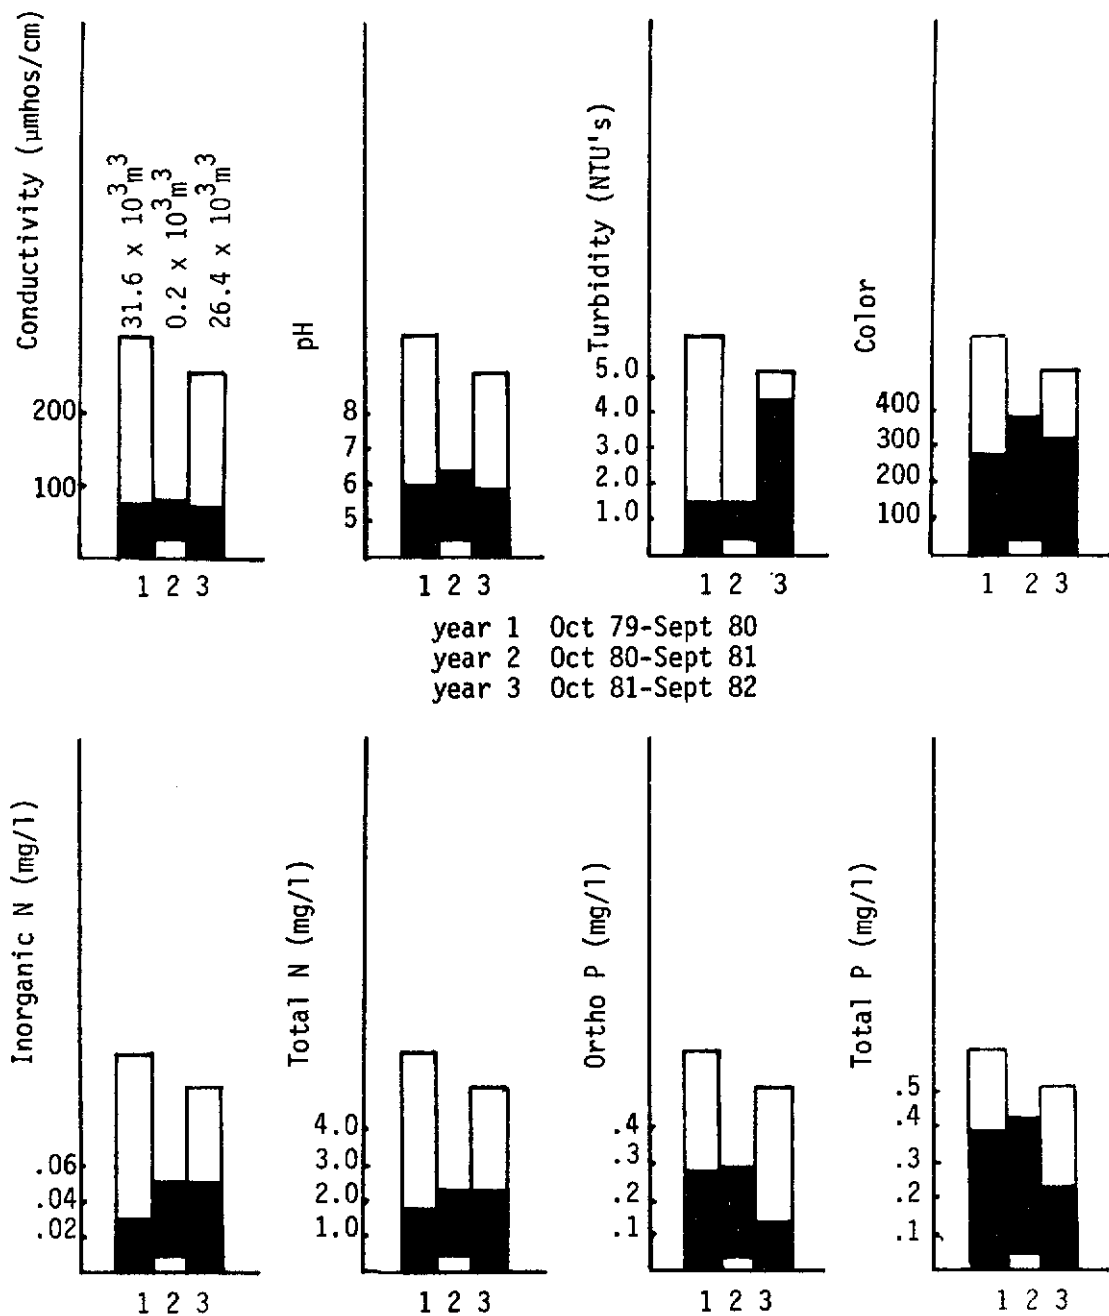 Conductivity (μmhos/cm)
31.6 x 10³m³
0.2 x 10³m³
26.4 x 10³m³
200
100
1 2 3
pH
8
7
6
5
1 2 3
Turbidity (NTU's)
5.0
4.0
3.0
2.0
1.0
1 2 3
Color
400
300
200
100
1 2 3
year 1 Oct 79-Sept 80
year 2 Oct 80-Sept 81
year 3 Oct 81-Sept 82
Inorganic N (mg/l)
.06
.04
.02
1 2 3
Total N (mg/l)
4.0
3.0
2.0
1.0
1 2 3
Ortho P (mg/l)
.4
.3
.2
.1
1 2 3
Total P (mg/l)
.5
.4
.3
.2
.1
1 2 3